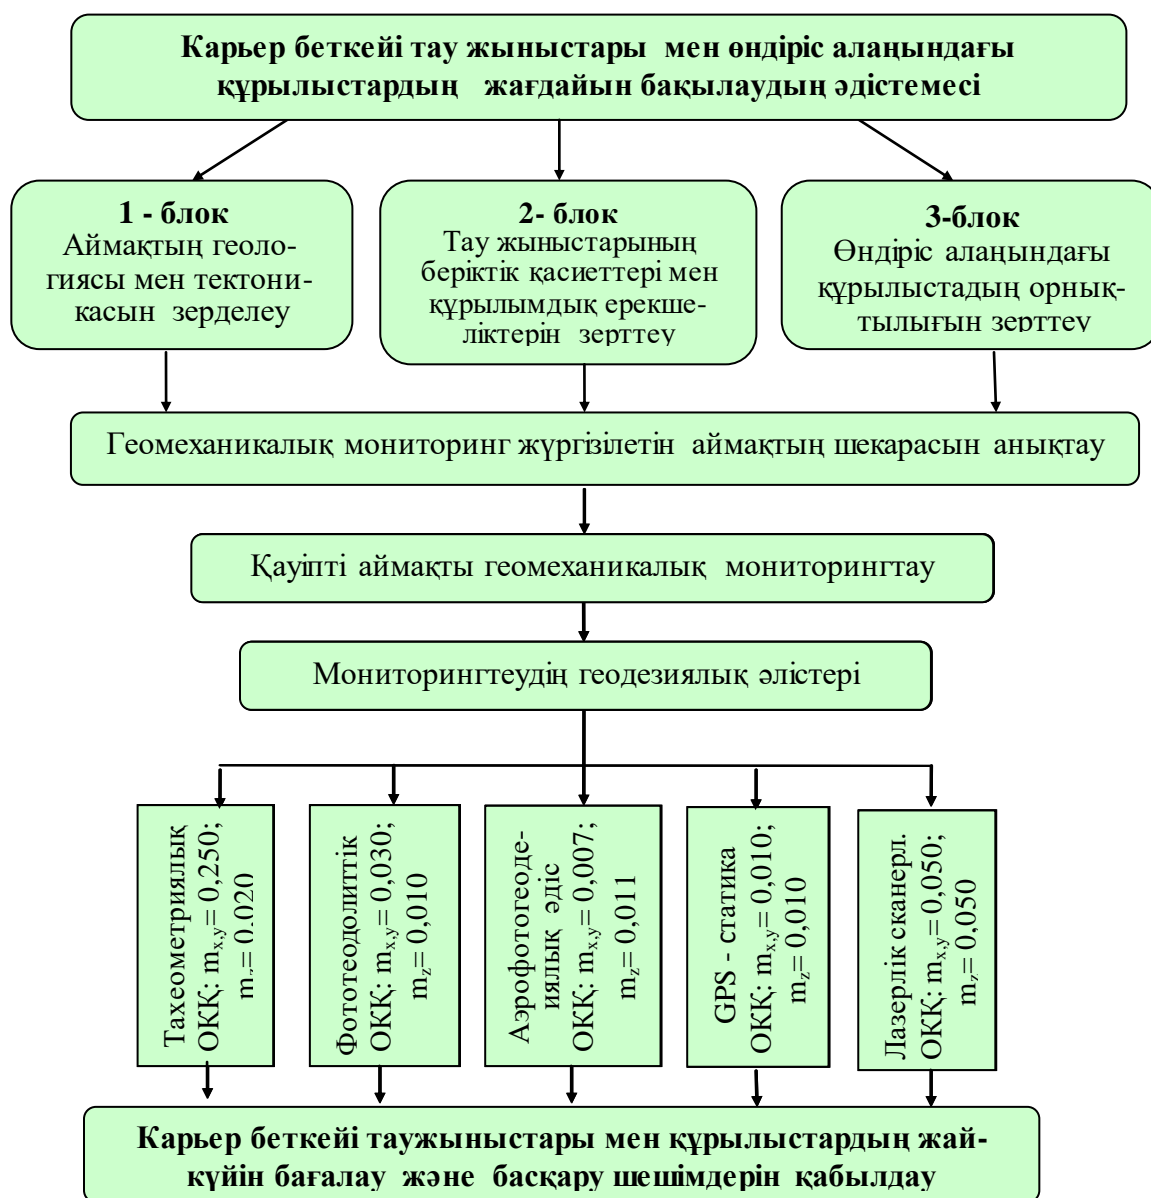 Карьер беткейі тау жыныстары мен өндіріс алаңындағы
құрылыстардың жағдайын бақылаудың әдістемесі
1 - блок
Аймақтың геоло-
гиясы мен тектони-
касын зерделеу
2- блок
Тау жыныстарының
беріктік қасиеттері мен
құрылымдық ерекше-
ліктерін зерттеу
3-блок
Өндіріс алаңындағы
құрылыстадың орнық-
тылығын зерттеу
Геомеханикалық мониторинг жүргізілетін аймақтың шекарасын анықтау
Қауіпті аймақты геомеханикалық мониторингтау
Мониторингтеудің геодезиялық әлістері
Тахеометриялық
ОКҚ: mx,y= 0,250;
mz= 0.020
Фототеодолиттік
ОКҚ: mx,y= 0,030;
mz= 0,010
Аэрофотогеоде-
иялық әдіс
ОКҚ: mx,y= 0,007;
mz= 0,011
GPS - статика
ОКҚ: mx,y= 0,010;
mz= 0,010
Лазерлік сканерл.
ОКҚ: mx,y= 0,050;
mz= 0,050
Карьер беткейі таужыныстары мен құрылыстардың жай-
күйін бағалау және басқару шешімдерін қабылдау